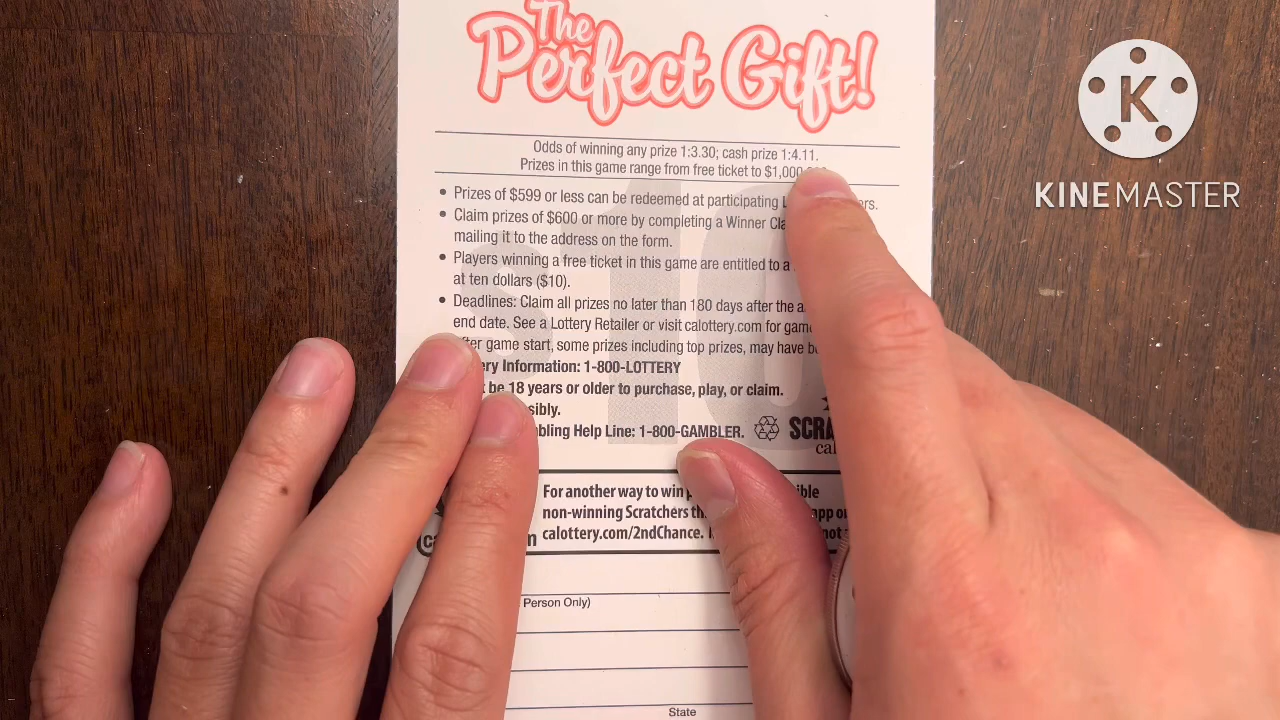 The
Perfect Gift!
Odds of winning any prize 1:3.30; cash prize 1:4.11.
Prizes in this game range from free ticket to $1,000
• Prizes of $599 or less can be redeemed at participating
• Claim prizes of $600 or more by completing a Winner
mailing it to the address on the form.
• Players winning a free ticket in this game are entitled to a
at ten dollars ($10).
• Deadlines: Claim all prizes no later than 180 days after the
end date. See a Lottery Retailer or visit calottery.com for
after game start, some prizes including top prizes, may have
Information: 1-800-LOTTERY
be 18 years or older to purchase, play, or claim.
Help Line: 1-800-GAMBLER.
$10
For another way to win
non-winning Scratchers app
calottery.com/2ndChance.
Person Only)
State
K
KINEMASTER